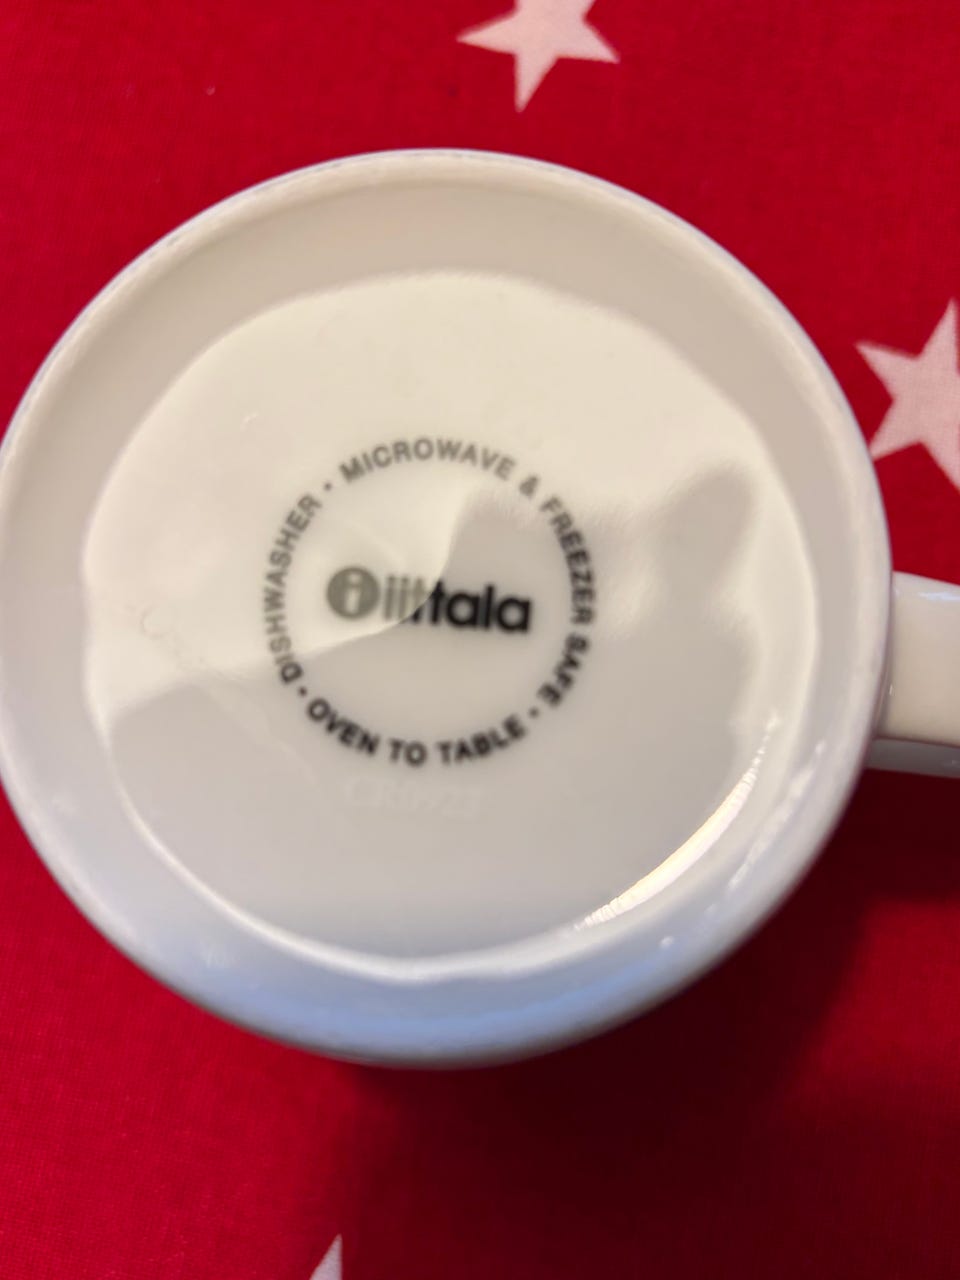 DISHWASHER • MICROWAVE & FREEZER SAFE • OVEN TO TABLE •
i iittala